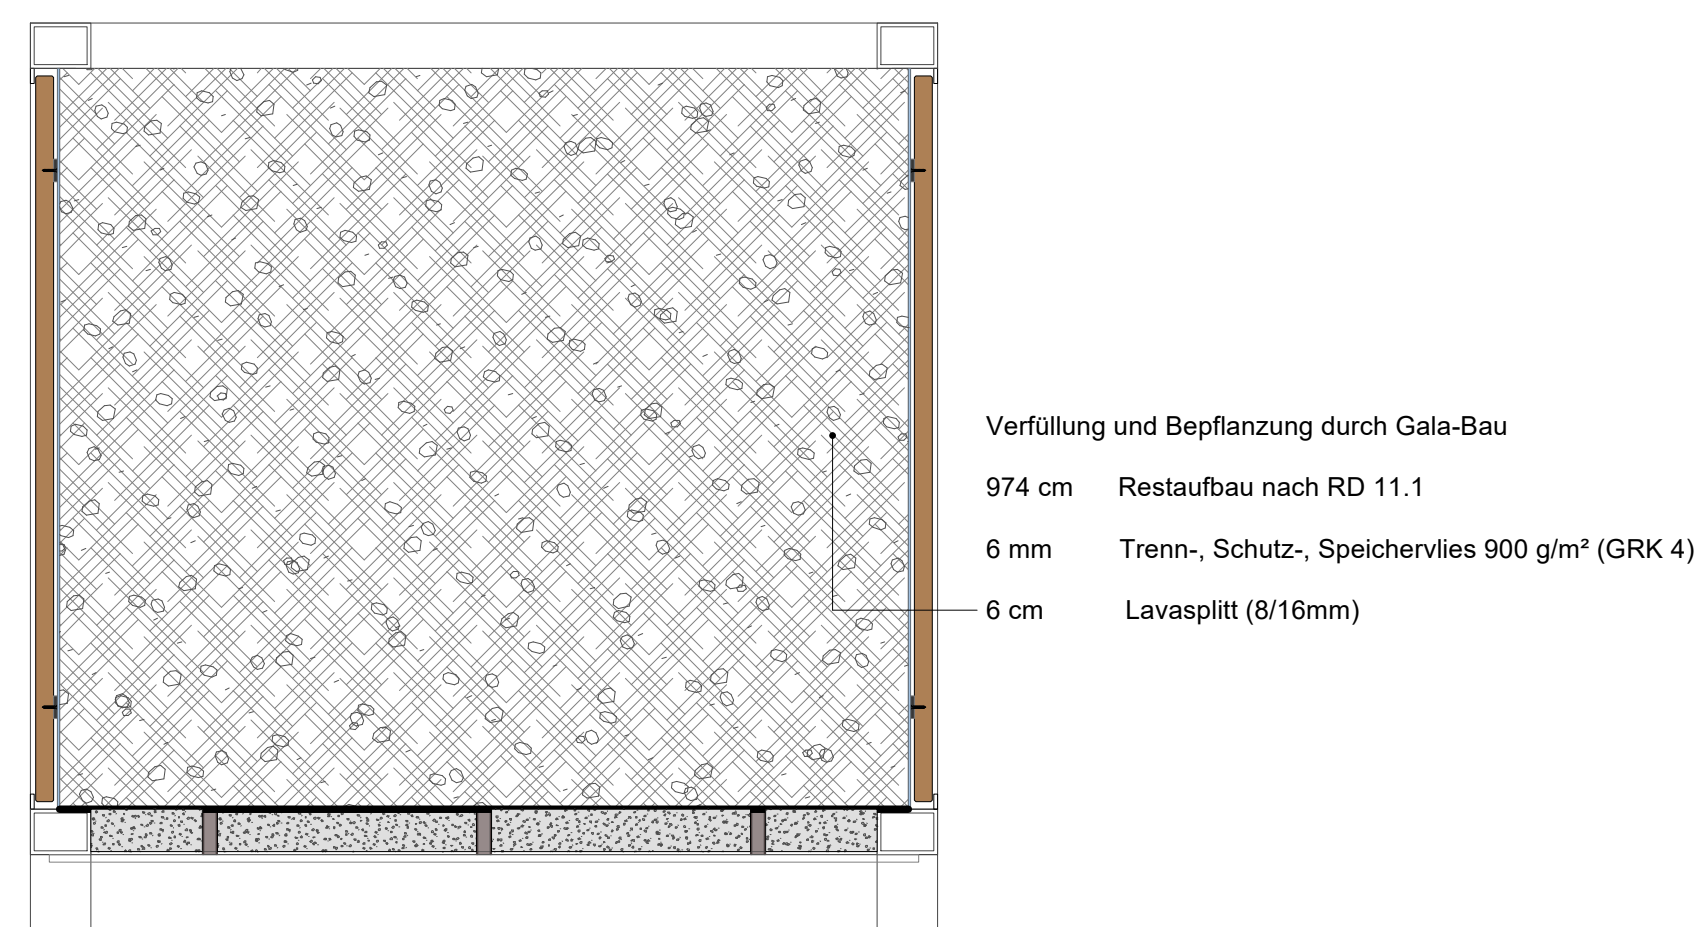 Verfüllung und Bepflanzung durch Gala-Bau
974 cm Restaufbau nach RD 11.1
6 mm Trenn-, Schutz-, Speichervlies 900 g/m² (GRK 4)
6 cm Lavasplitt (8/16mm)